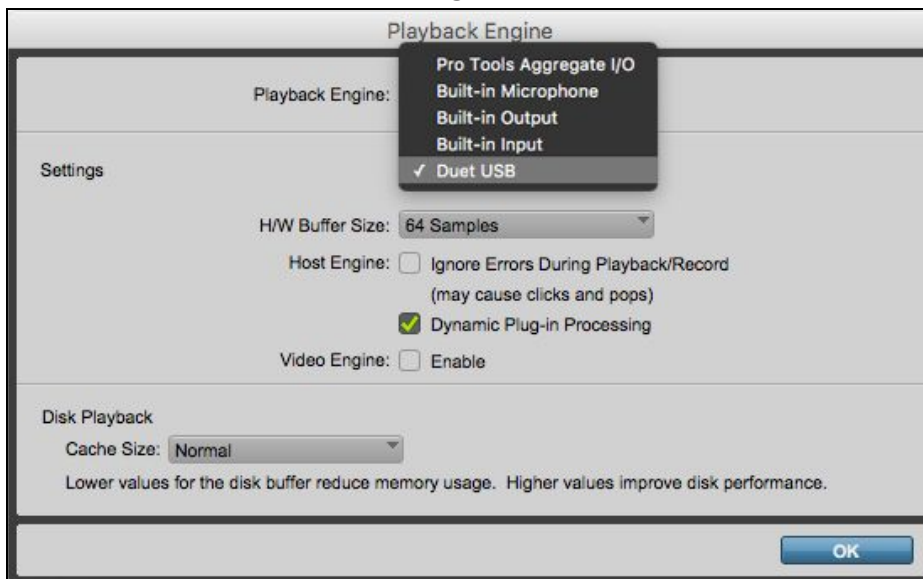 Playback Engine
Pro Tools Aggregate I/O
Playback Engine:
Built-in Microphone
Built-in Output
Built-in Input
Settings
✓ Duet USB
H/W Buffer Size: 64 Samples
Host Engine: Ignore Errors During Playback/Record
(may cause clicks and pops)
Dynamic Plug-in Processing
Video Engine: Enable
Disk Playback
Cache Size: Normal
Lower values for the disk buffer reduce memory usage. Higher values improve disk performance.
OK